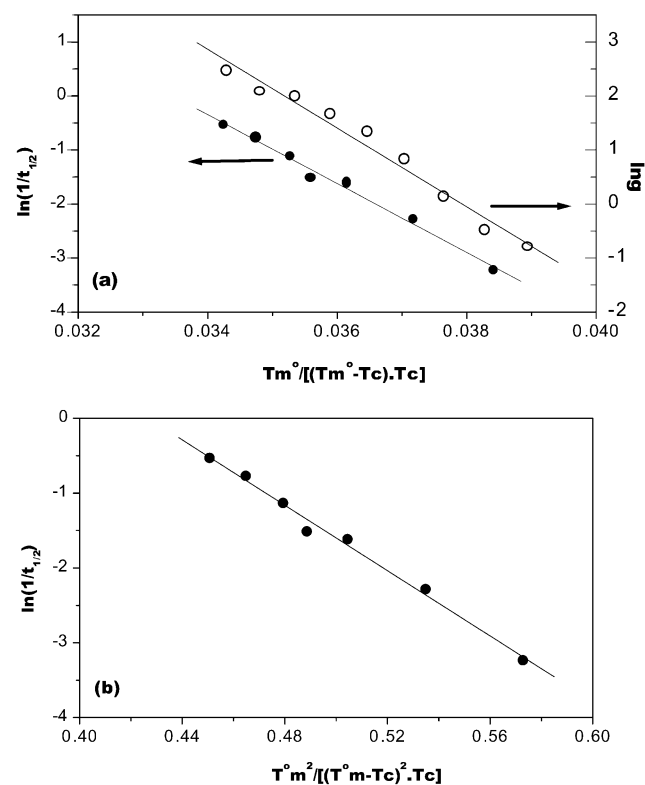 1
0
-1
-2
-3
-4
ln(1/t1/2)
3
2
1
0
-1
-2
lng
(a)
0.032 0.034 0.036 0.038 0.040
Tm°/[(Tm°-Tc).Tc]
0
-1
-2
-3
-4
ln(1/t1/2)
(b)
0.40 0.44 0.48 0.52 0.56 0.60
T°m²/[(T°m-Tc)².Tc]